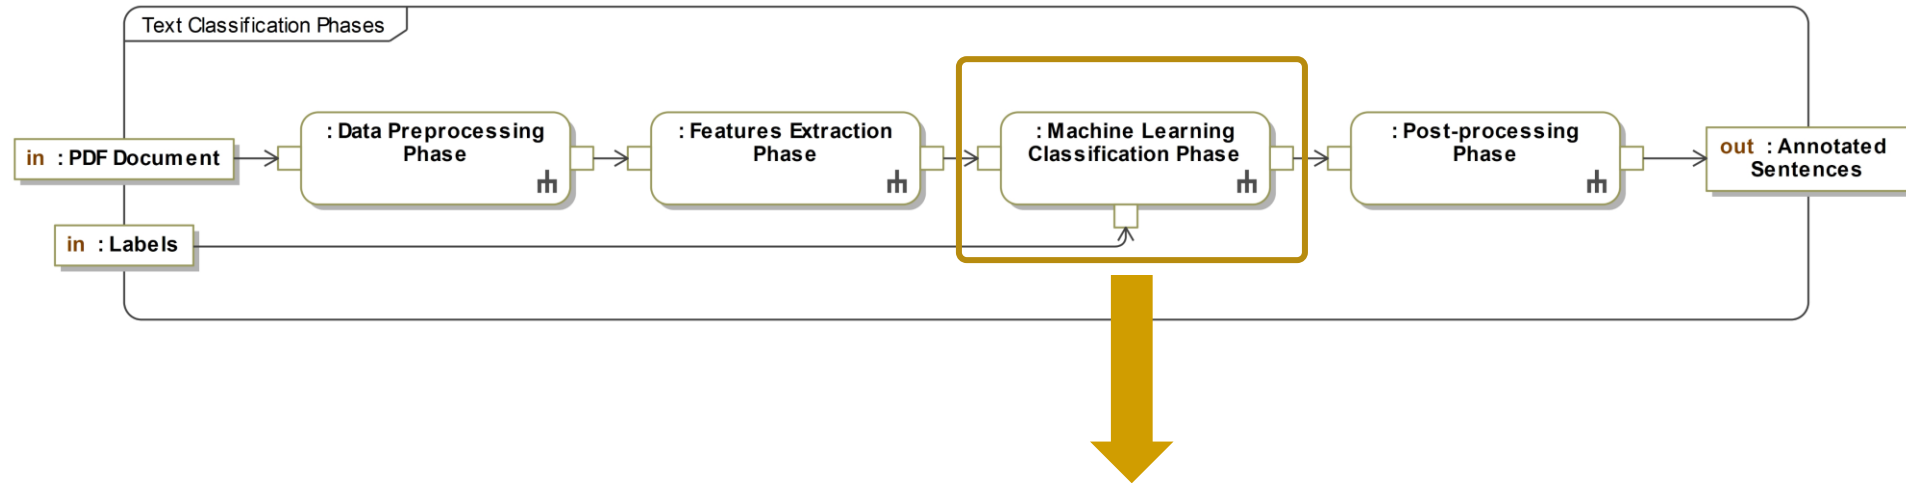 Text Classification Phases
: Data Preprocessing
Phase
: Features Extraction
Phase
: Machine Learning
Classification Phase
: Post-processing
Phase
in : PDF Document
out : Annotated
Sentences
in : Labels